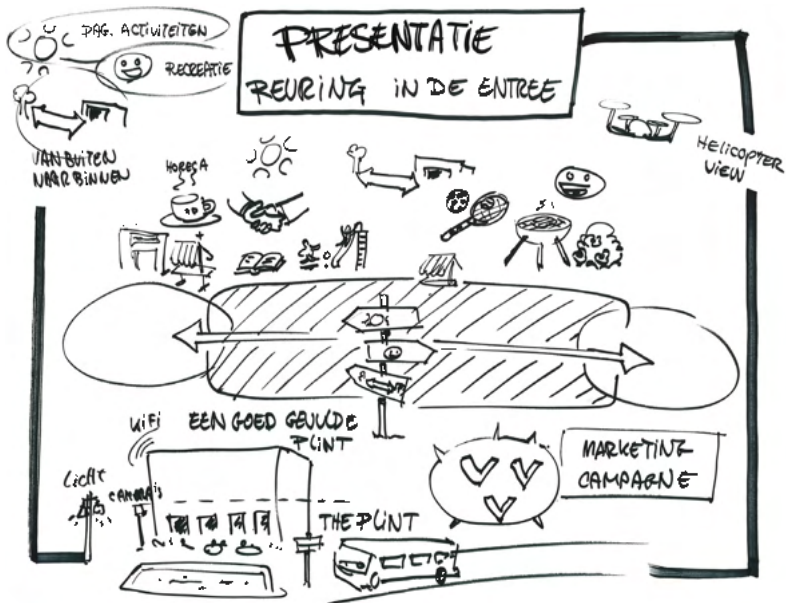 DAG. ACTIVITEITEN
RECREATIE
VAN BUITEN
NAAR BINNEN
PRESENTATIE
REURING IN DE ENTREE
HELICOPTER
VIEW
HORECA
WiFi
EEN GOED GEVULDE
PLINT
LICHT
CAMERA'S
THE PLINT
MARKETING
CAMPAGNE